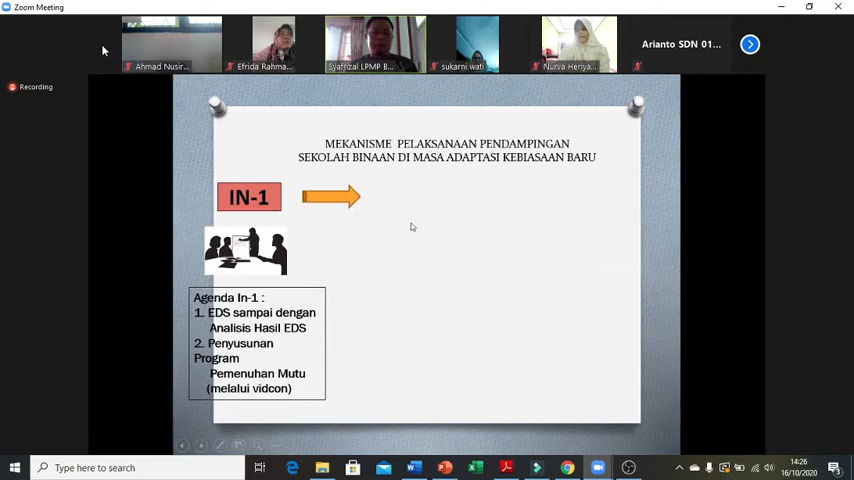 Zoom Meeting
Ahmad Nusir...
Efrida Rahma...
Syafrizal LPMP B...
sukarni wati
Nurvia Heriya...
Arianto SDN 01...
Recording
MEKANISME PELAKSANAAN PENDAMPINGAN
SEKOLAH BINAAN DI MASA ADAPTASI KEBIASAAN BARU
IN-1
Agenda In-1 :
1. EDS sampai dengan
Analisis Hasil EDS
2. Penyusunan
Program
Pemenuhan Mutu
(melalui vidcon)
Type here to search
14:26
16/10/2020
3